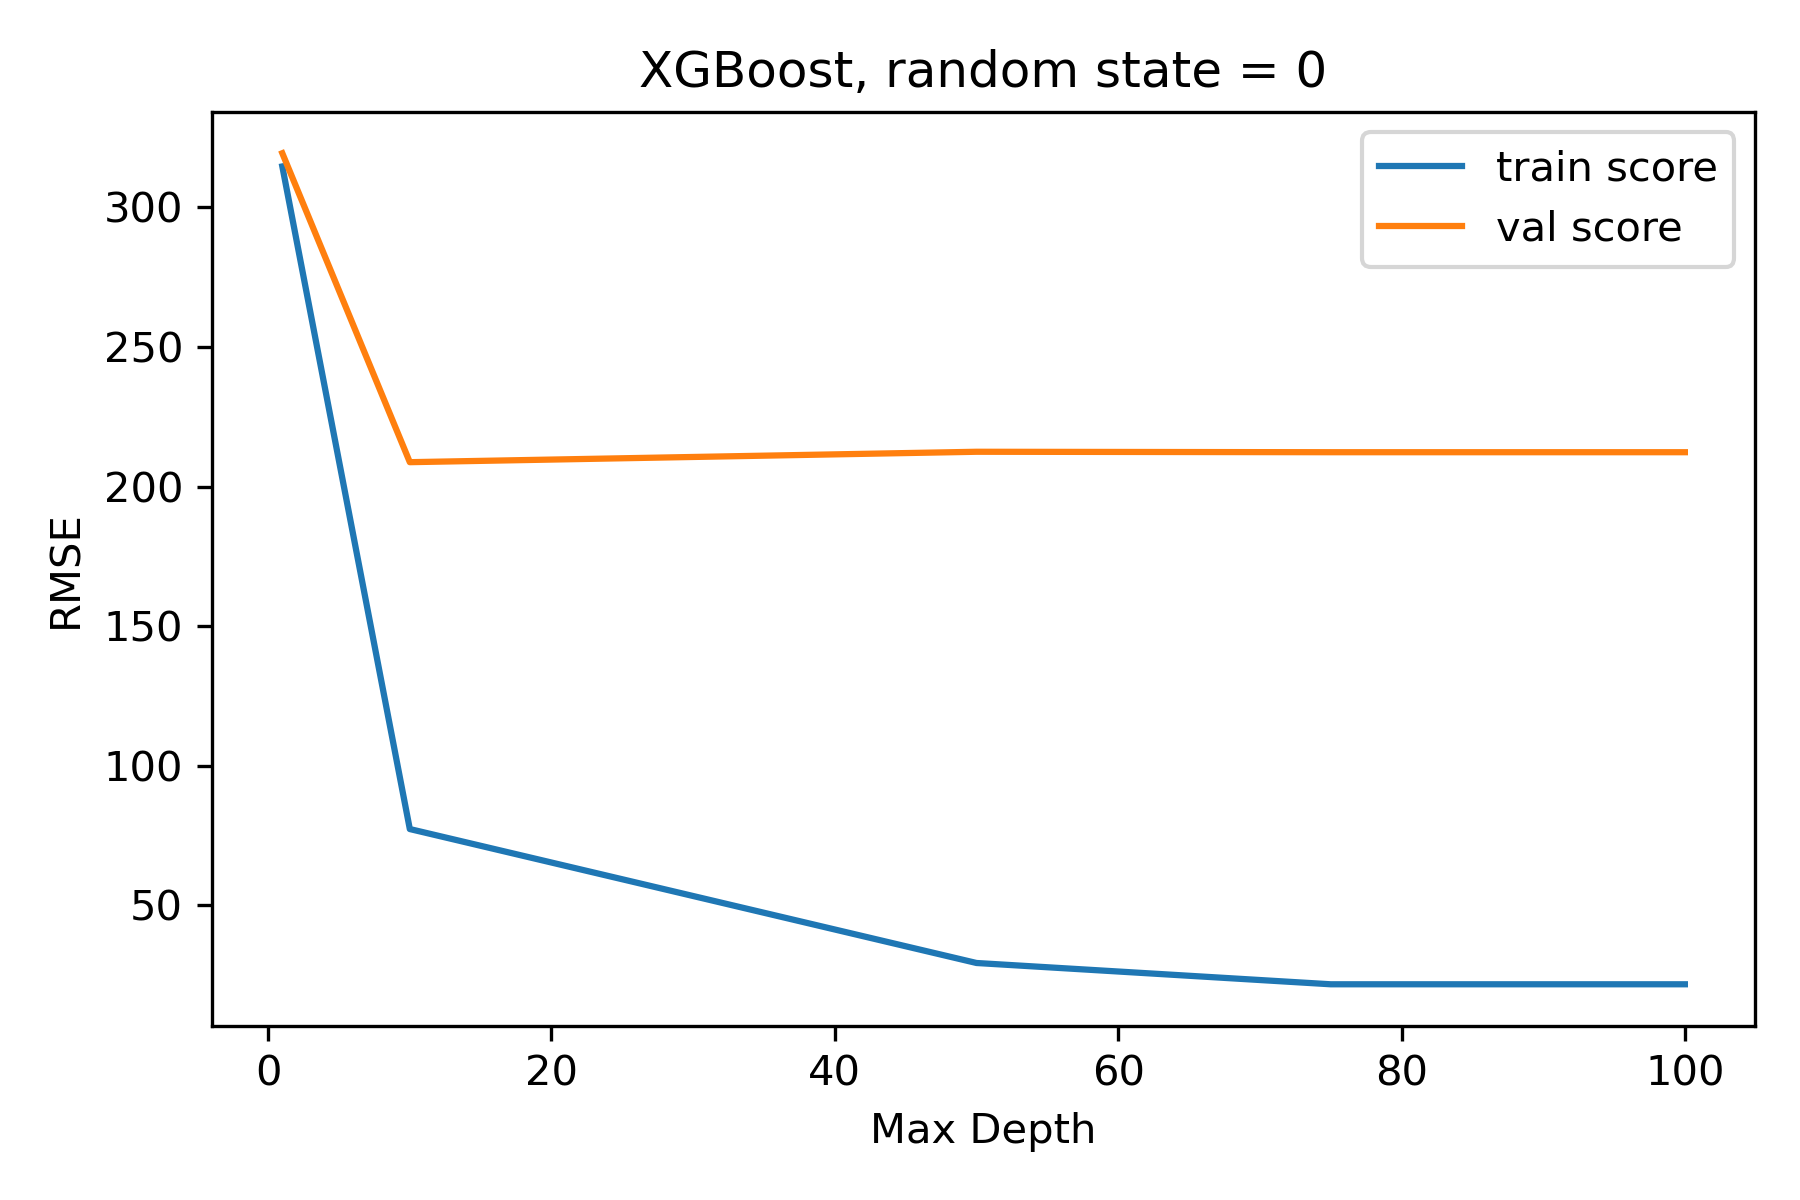 XGBoost, random state = 0
train score
val score
300
250
200
150
100
50
RMSE
0 20 40 60 80 100
Max Depth